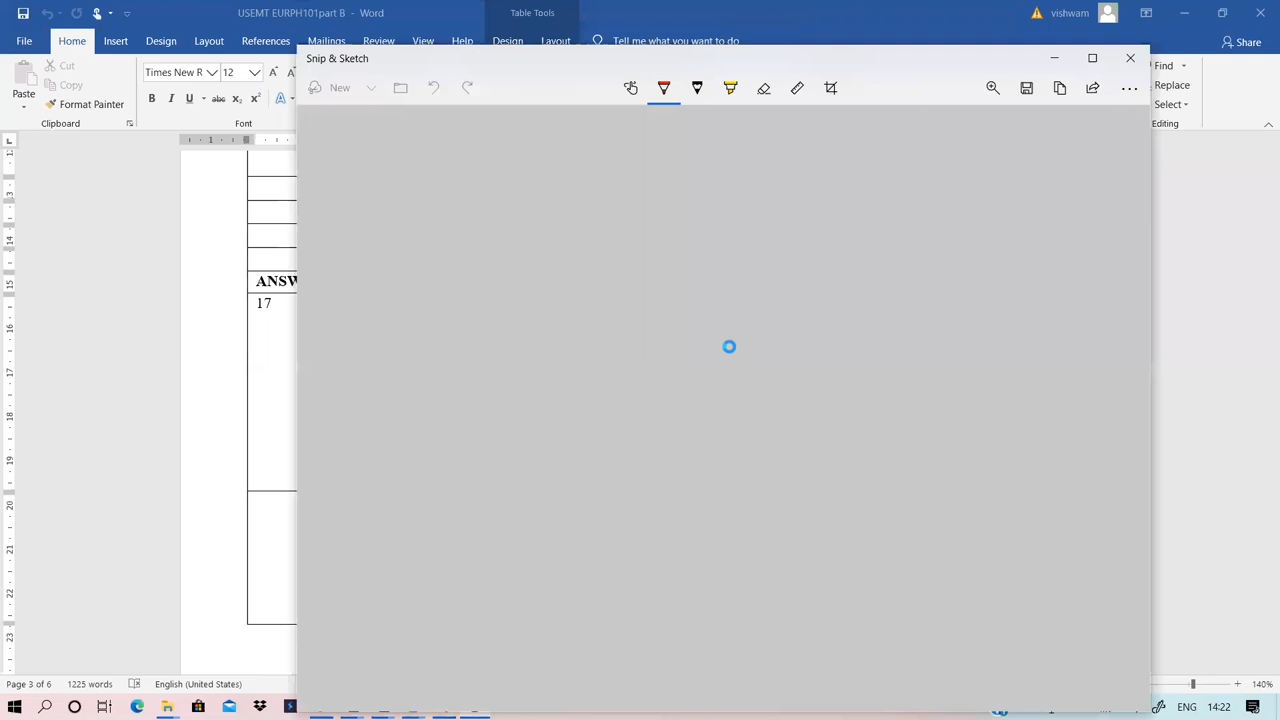 USEMT EURPH101part B - Word
Table Tools
vishwam
File Home Insert Design Layout References Mailings Review View Help Design Layout Tell me what you want to do Share
Snip & Sketch
Cut
Copy
Paste
Format Painter
Clipboard
Times New R 12
Font
New
Find
Replace
Select
Editing
ANSW
17
Page 3 of 6 1225 words English (United States) 140%
ENG 14:22